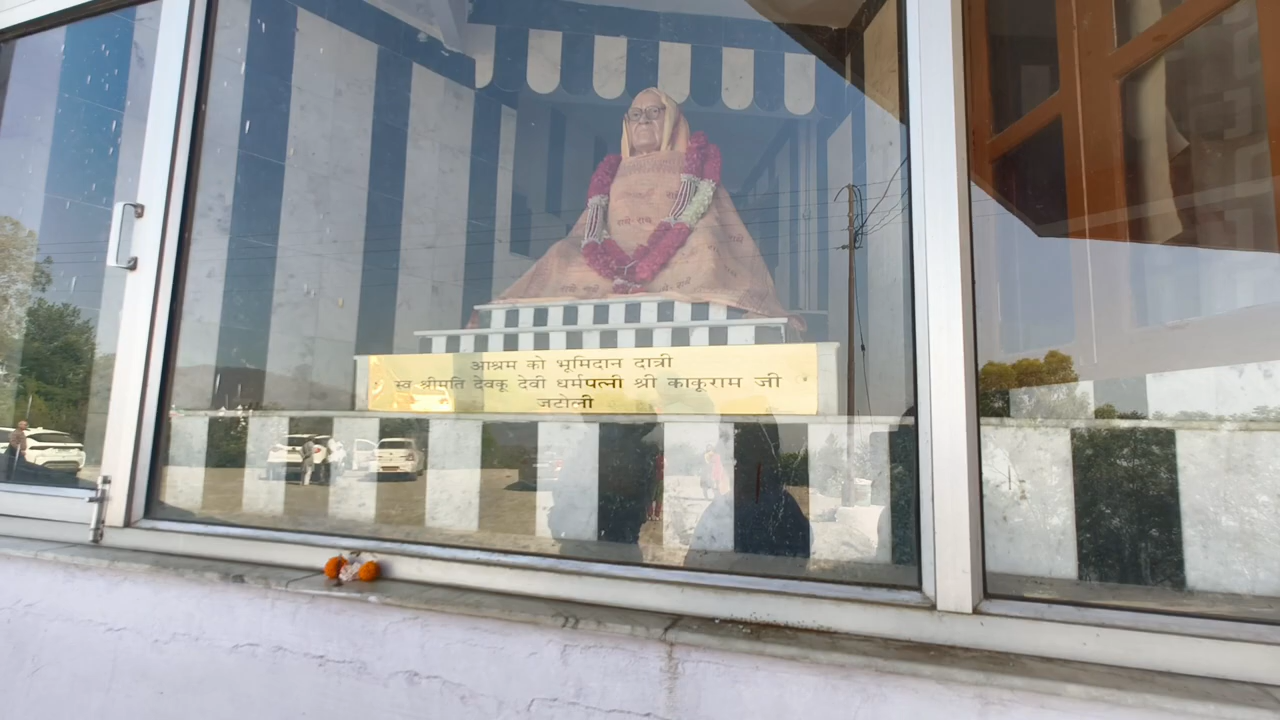 राधे राधे
राधे-राधे
आश्रम को भूमिदान दात्री
स्व श्रीमति देवकू देवी धर्मपत्नी श्री काकूराम जी
जटोली